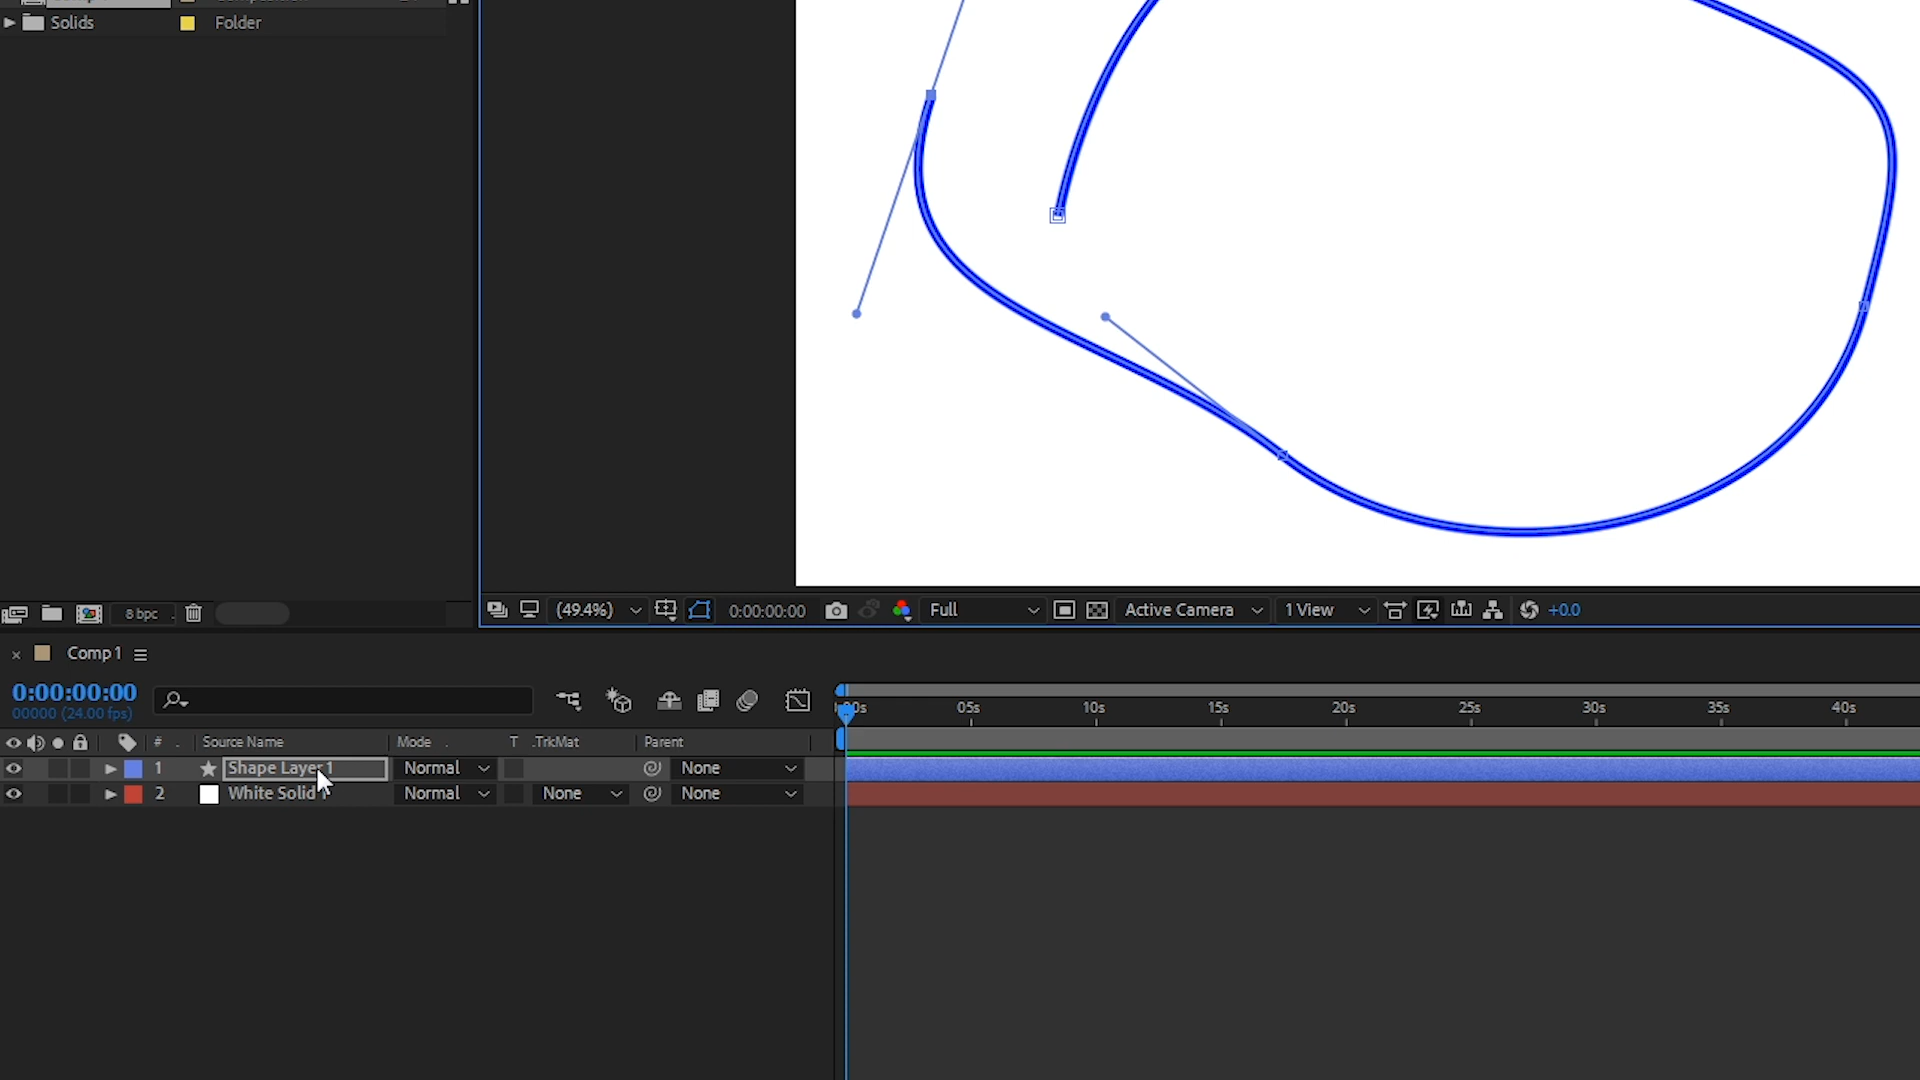 Solids Folder
8 bpc
(49.4%) 0:00:00:00 Full Active Camera 1 View +0.0
× Comp 1
0:00:00:00
00000 (24.00 fps)
:00s 05s 10s 15s 20s 25s 30s 35s 40s
# Source Name Mode T .TrkMat Parent
1 Shape Layer 1 Normal None
2 White Solid 1 Normal None None